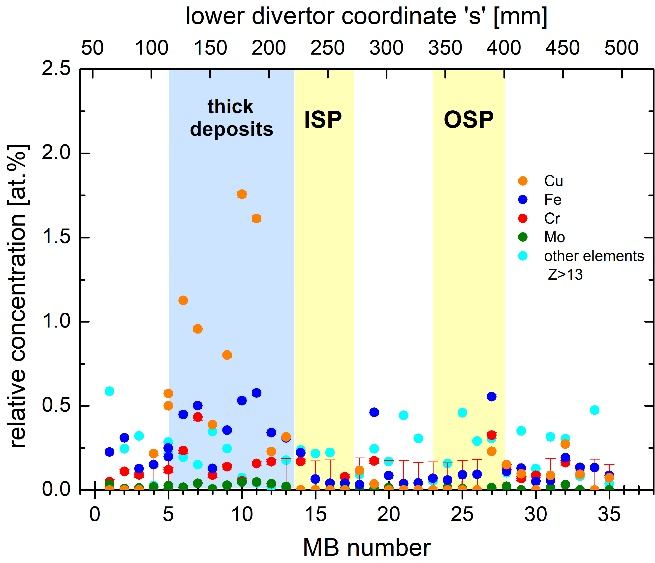 lower divertor coordinate 's' [mm]
50 100 150 200 250 300 350 400 450 500
2.5
thick
deposits
ISP
OSP
2.0
Cu
Fe
Cr
Mo
other elements
Z>13
1.5
1.0
0.5
0.0
relative concentration [at.%]
0 5 10 15 20 25 30 35
MB number